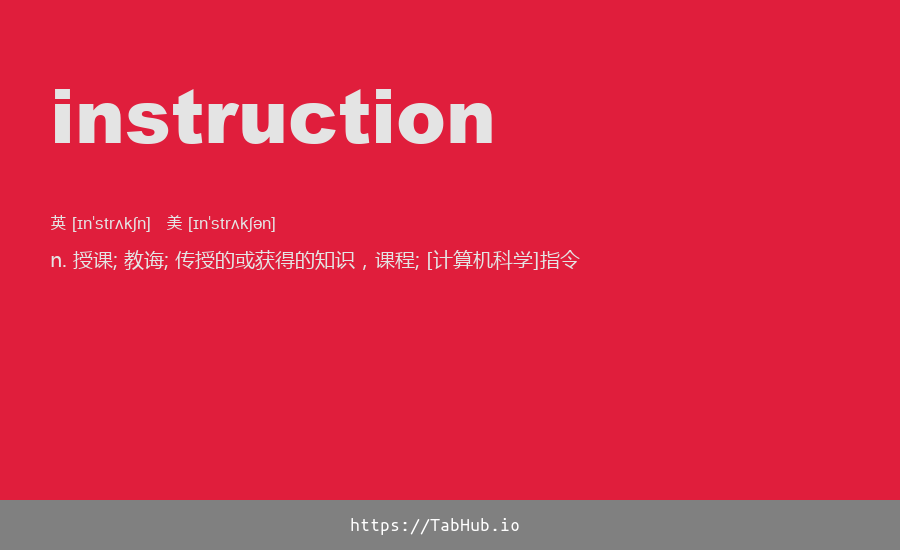 instruction
英 [ɪnˈstrʌkʃn] 美 [ɪnˈstrʌkʃən]
n. 授课; 教诲; 传授的或获得的知识，课程; [计算机科学]指令
https://TabHub.io